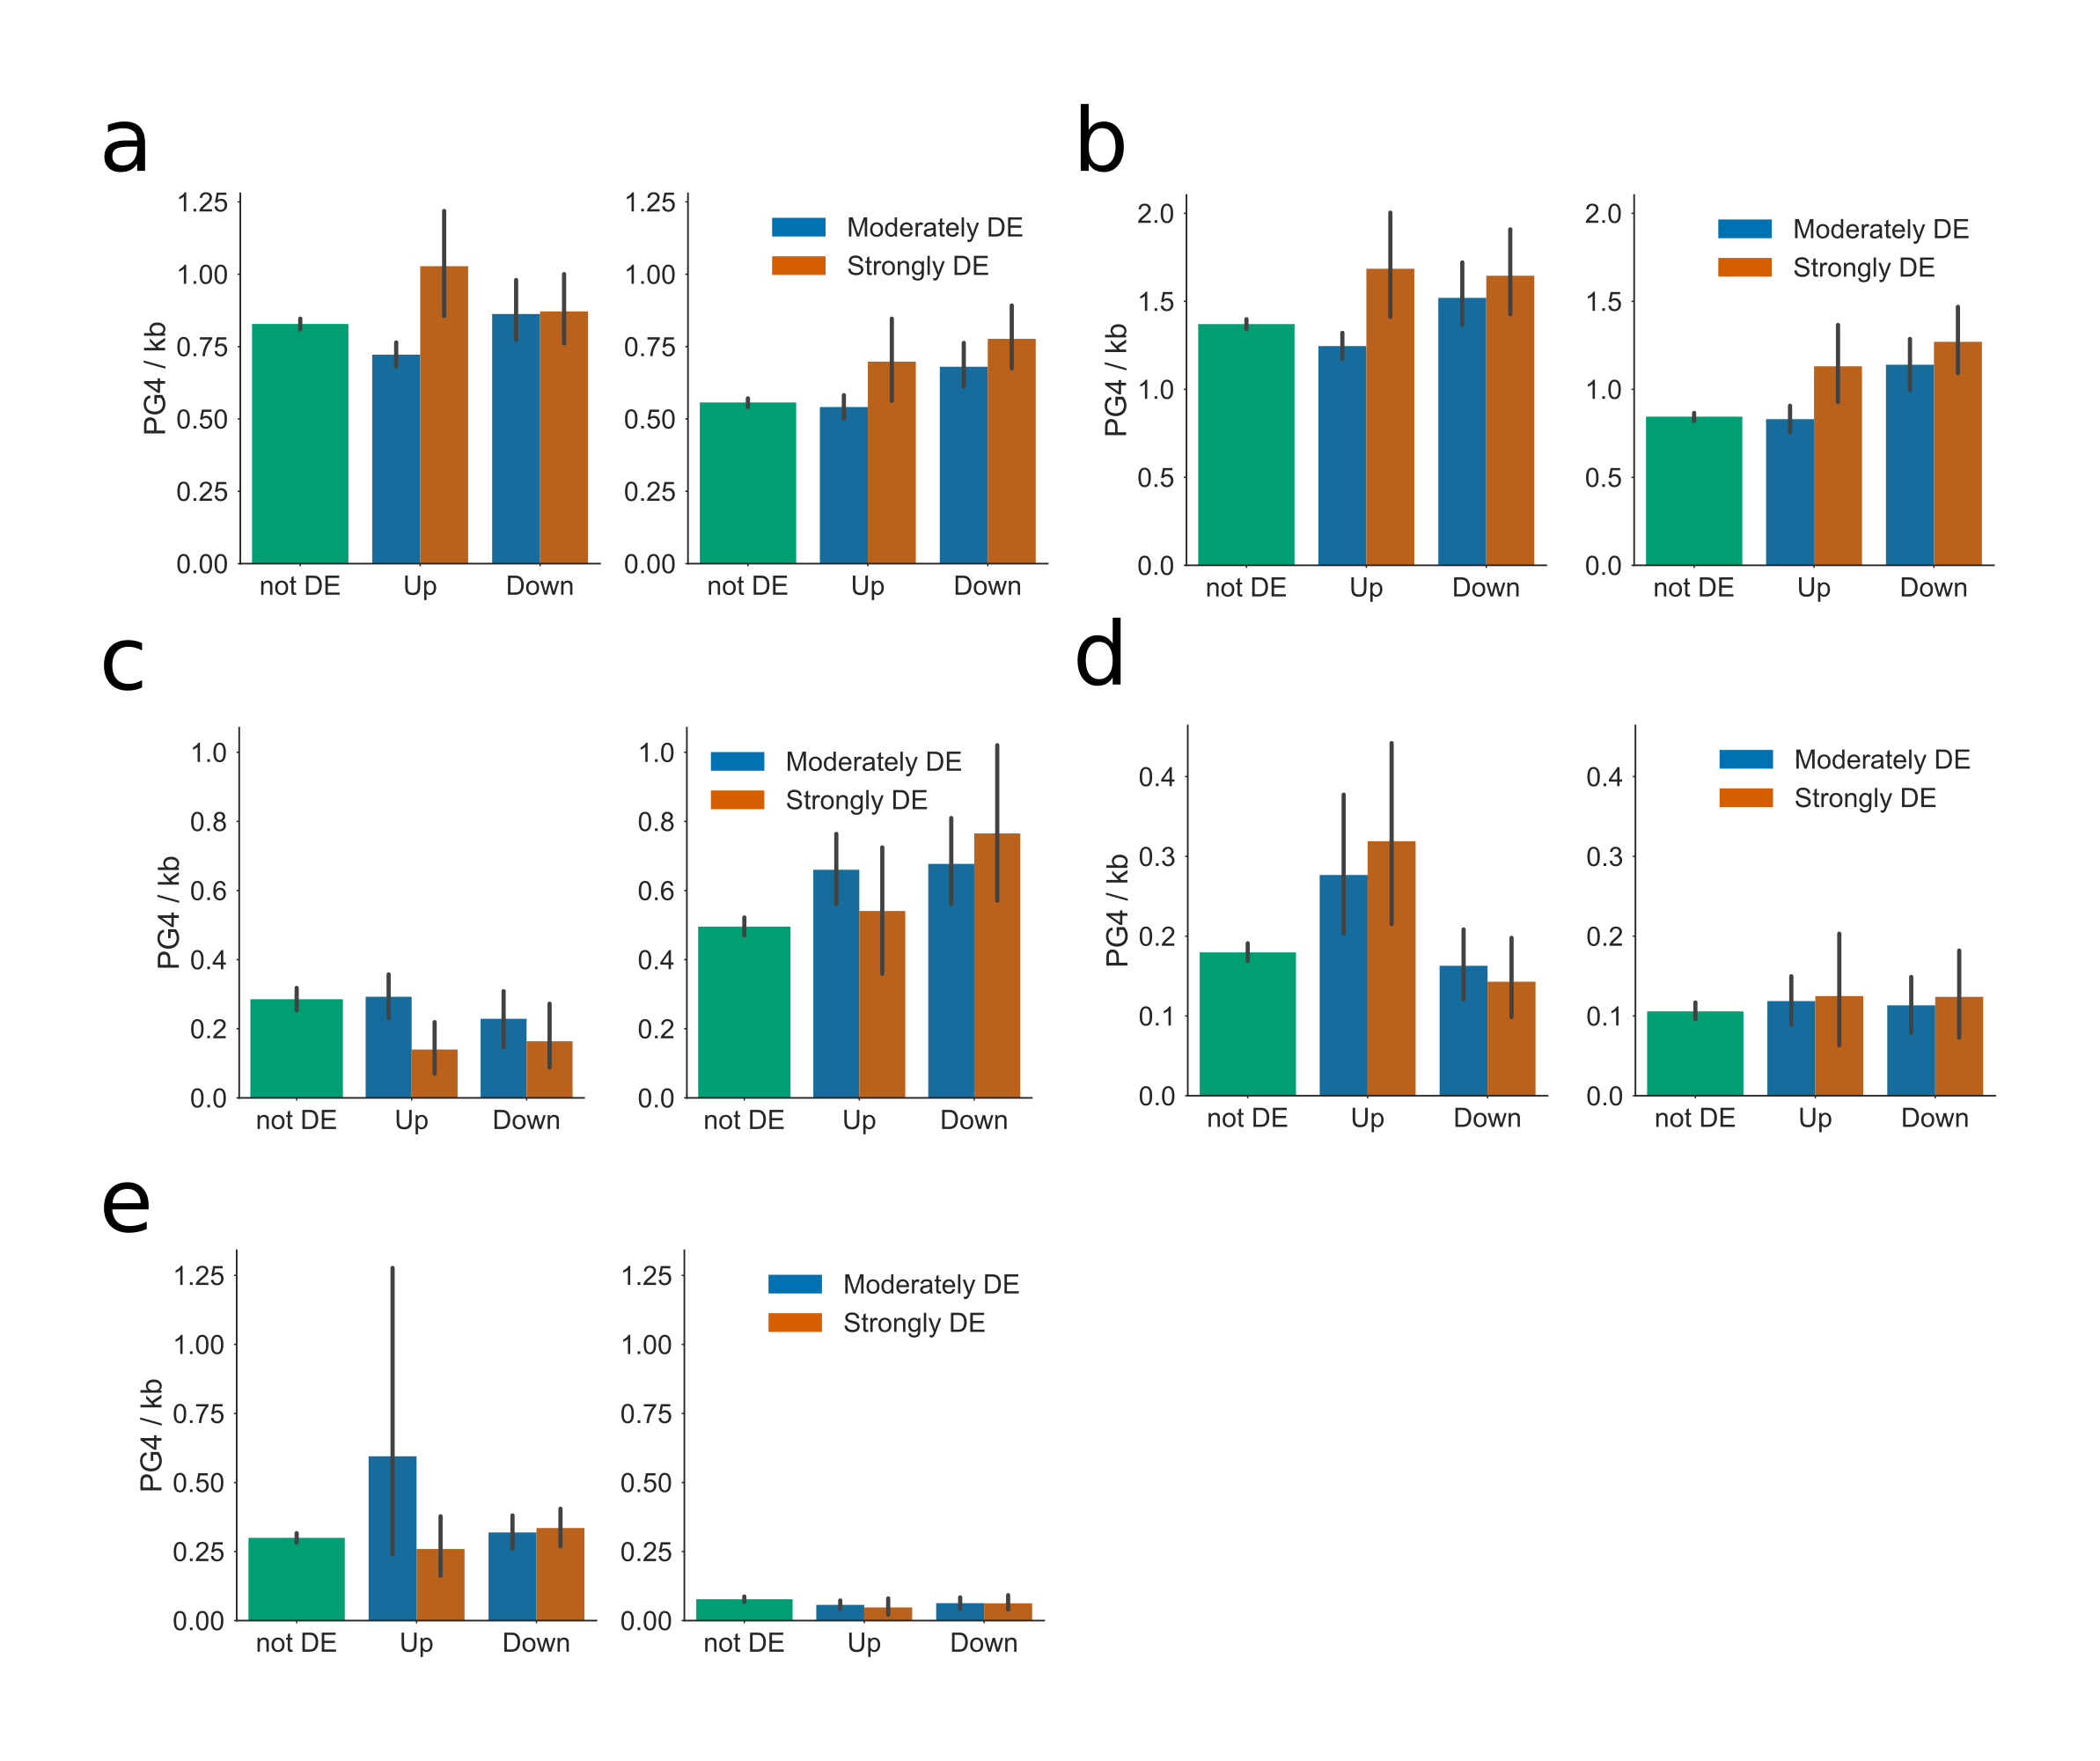 a
b
1.25
1.00
0.75
0.50
0.25
0.00
PG4 / kb
not DE
Up
Down
1.25
1.00
0.75
0.50
0.25
0.00
Moderately DE
Strongly DE
not DE
Up
Down
2.0
1.5
1.0
0.5
0.0
PG4 / kb
not DE
Up
Down
2.0
1.5
1.0
0.5
0.0
Moderately DE
Strongly DE
not DE
Up
Down
c
d
1.0
0.8
0.6
0.4
0.2
0.0
PG4 / kb
not DE
Up
Down
1.0
0.8
0.6
0.4
0.2
0.0
Moderately DE
Strongly DE
not DE
Up
Down
0.4
0.3
0.2
0.1
0.0
PG4 / kb
not DE
Up
Down
0.4
0.3
0.2
0.1
0.0
Moderately DE
Strongly DE
not DE
Up
Down
e
1.25
1.00
0.75
0.50
0.25
0.00
PG4 / kb
not DE
Up
Down
1.25
1.00
0.75
0.50
0.25
0.00
Moderately DE
Strongly DE
not DE
Up
Down